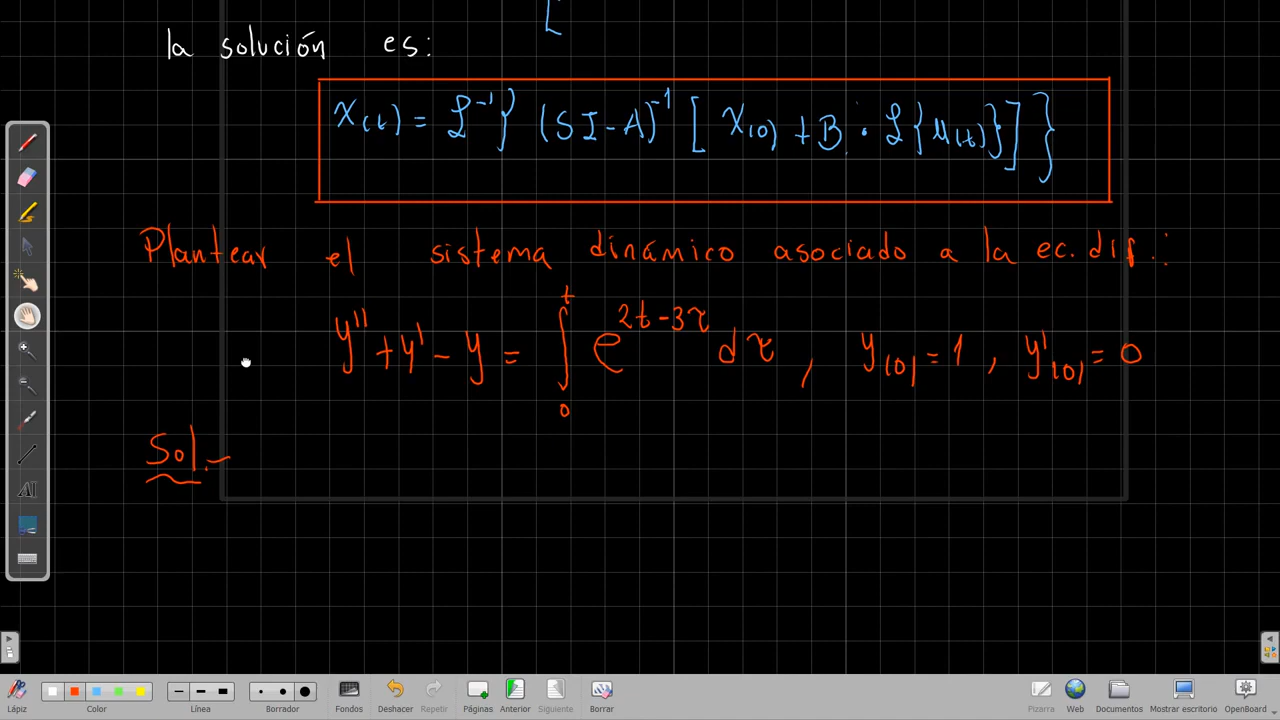 la solución es:
X(t) = ℒ⁻¹{ (SI-A)⁻¹ [ X(0) + B · ℒ{u(t)} ] }
Plantear el sistema dinámico asociado a la ec. dif.:
y'' + y' - y = ∫₀ᵗ e^{2t-3τ} dτ , y(0) = 1 , y'(0) = 0
Sol.-
Lápiz Color Línea Borrador Fondos Deshacer Repetir Páginas Anterior Siguiente Borrar Pizarra Web Documentos Mostrar escritorio OpenBoard